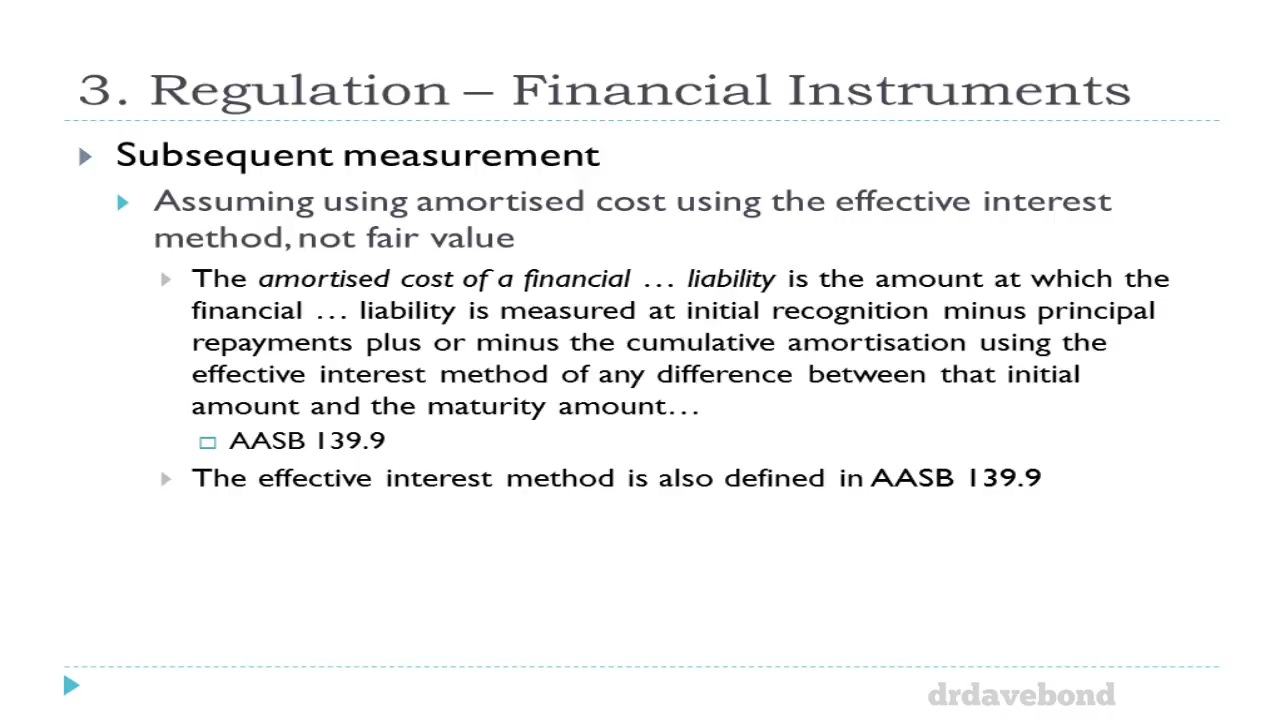 3. Regulation – Financial Instruments
Subsequent measurement
Assuming using amortised cost using the effective interest
method, not fair value
The amortised cost of a financial … liability is the amount at which the
financial … liability is measured at initial recognition minus principal
repayments plus or minus the cumulative amortisation using the
effective interest method of any difference between that initial
amount and the maturity amount…
AASB 139.9
The effective interest method is also defined in AASB 139.9
drdavebond